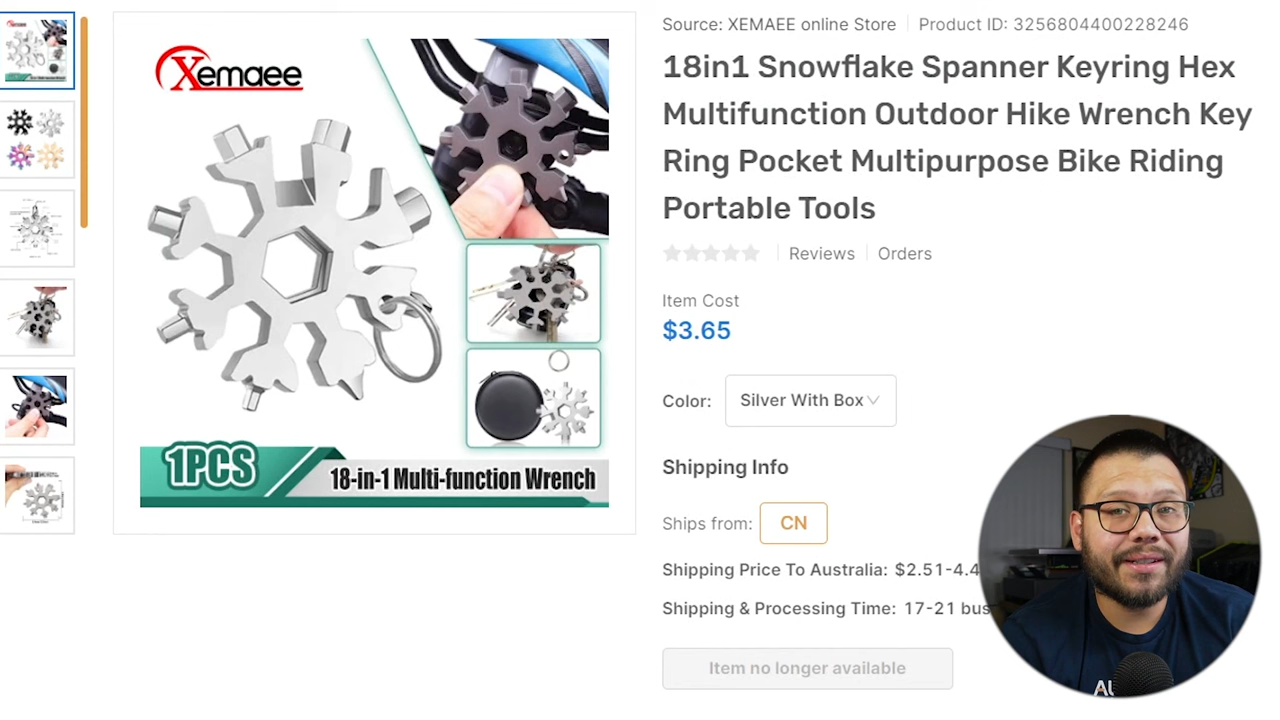 Source: XEMAEE online Store
Product ID: 3256804400228246
18in1 Snowflake Spanner Keyring Hex
Multifunction Outdoor Hike Wrench Key
Ring Pocket Multipurpose Bike Riding
Portable Tools
Reviews
Orders
Item Cost
$3.65
Color:
Silver With Box
Shipping Info
Ships from:
CN
Shipping Price To Australia: $2.51-4.4
Shipping & Processing Time: 17-21 bus
Item no longer available
Xemaee
1PCS
18-in-1 Multi-function Wrench